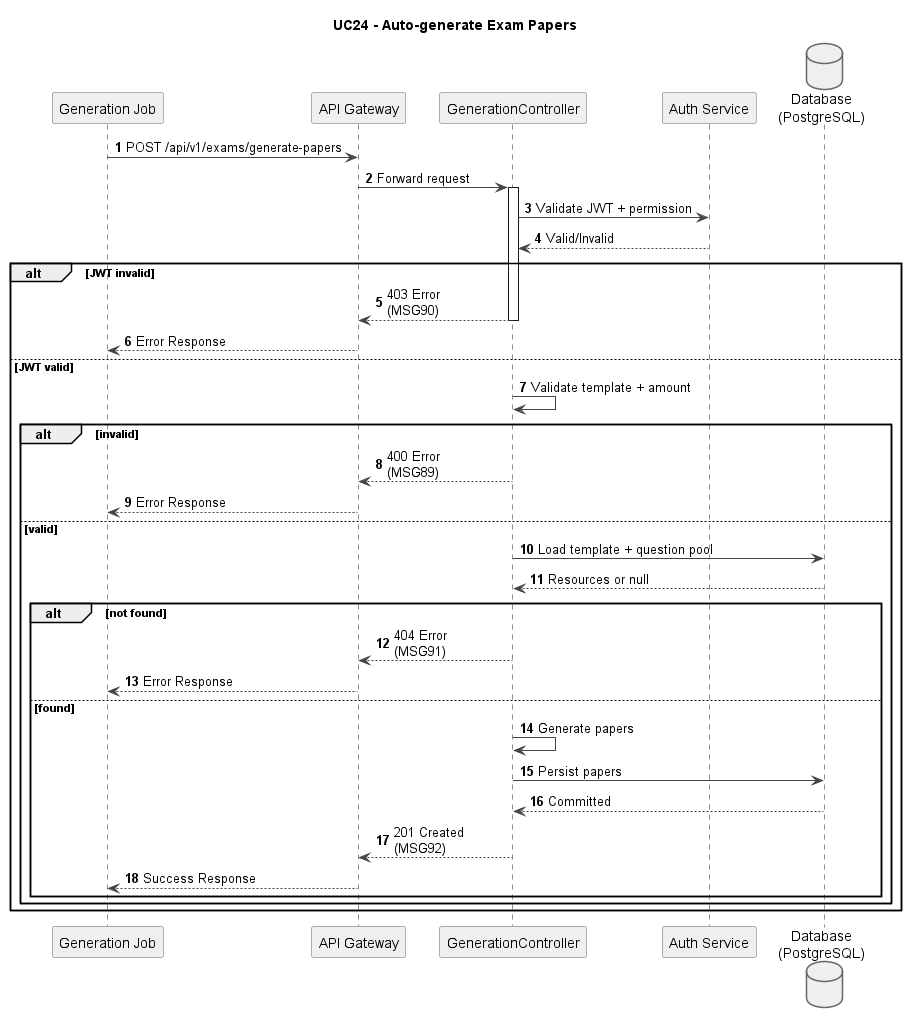 UC24 - Auto-generate Exam Papers
Generation Job
API Gateway
GenerationController
Auth Service
Database
(PostgreSQL)
1 POST /api/v1/exams/generate-papers
2 Forward request
3 Validate JWT + permission
4 Valid/Invalid
alt [JWT invalid]
5 403 Error
(MSG90)
6 Error Response
[JWT valid]
7 Validate template + amount
alt [invalid]
8 400 Error
(MSG89)
9 Error Response
[valid]
10 Load template + question pool
11 Resources or null
alt [not found]
12 404 Error
(MSG91)
13 Error Response
[found]
14 Generate papers
15 Persist papers
16 Committed
17 201 Created
(MSG92)
18 Success Response
Generation Job
API Gateway
GenerationController
Auth Service
Database
(PostgreSQL)